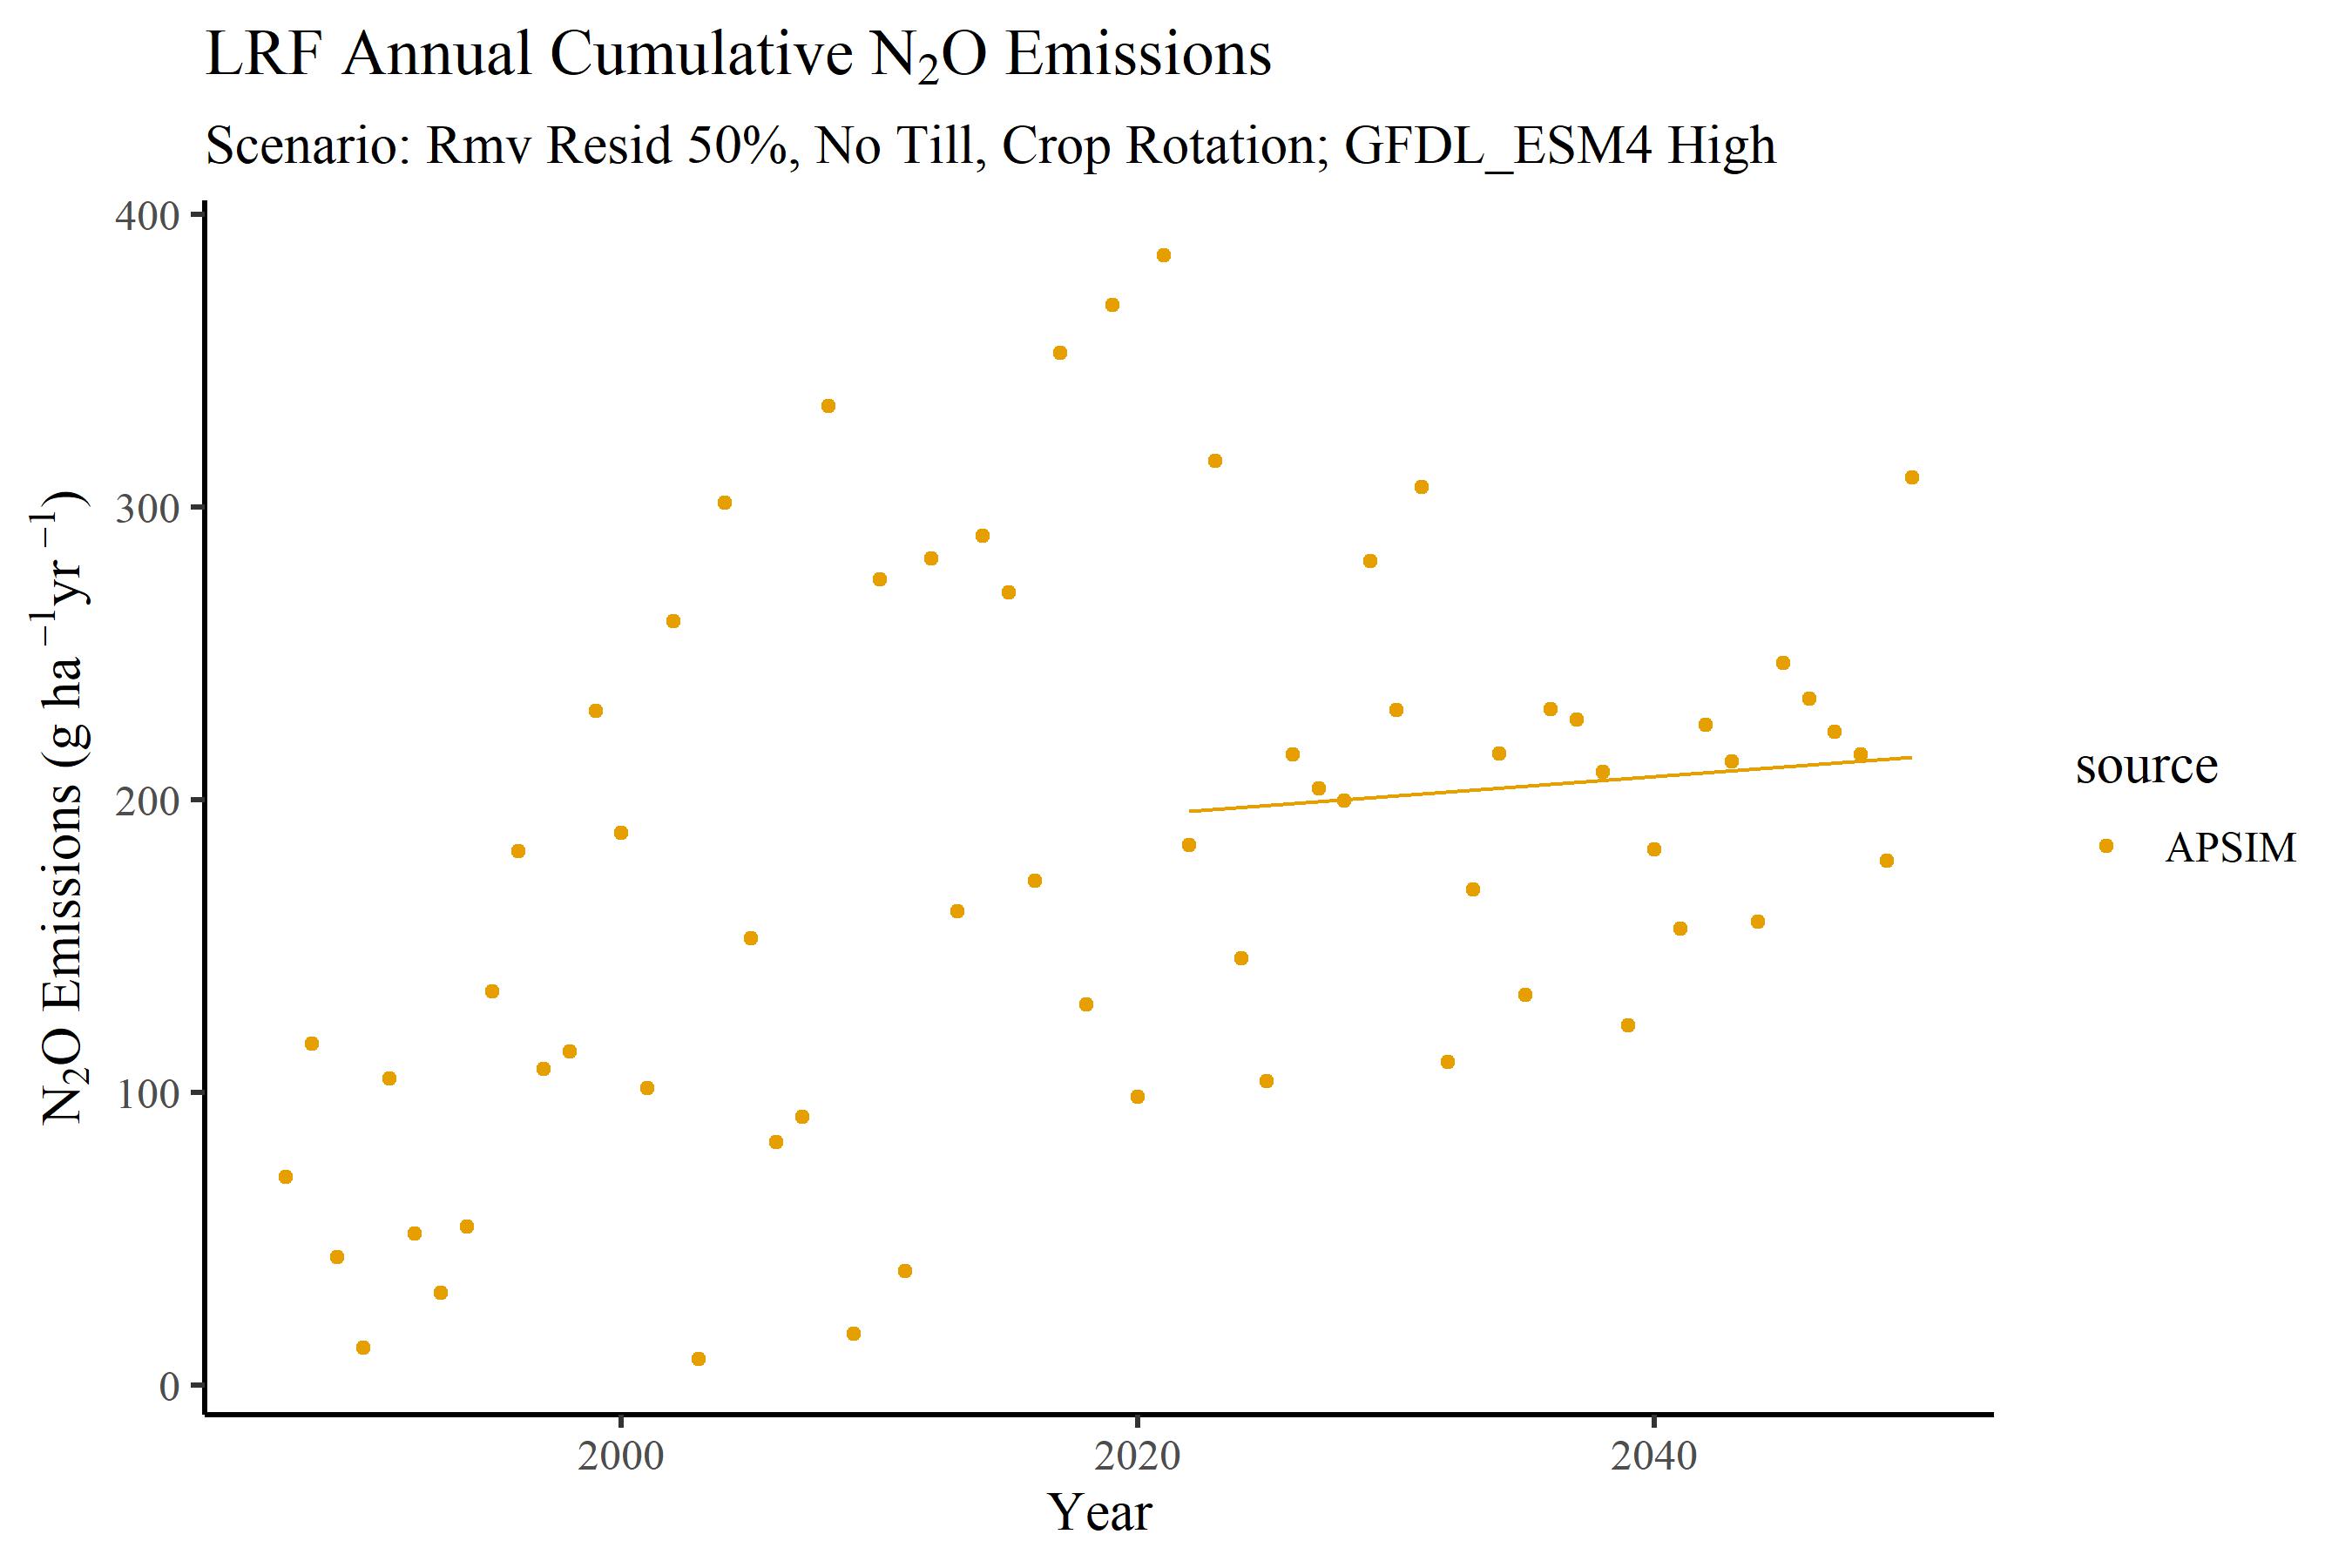 LRF Annual Cumulative N₂O Emissions
Scenario: Rmv Resid 50%, No Till, Crop Rotation; GFDL_ESM4 High
N₂O Emissions (g ha ⁻¹yr ⁻¹)
400
300
200
100
0
2000 2020 2040
Year
source
APSIM